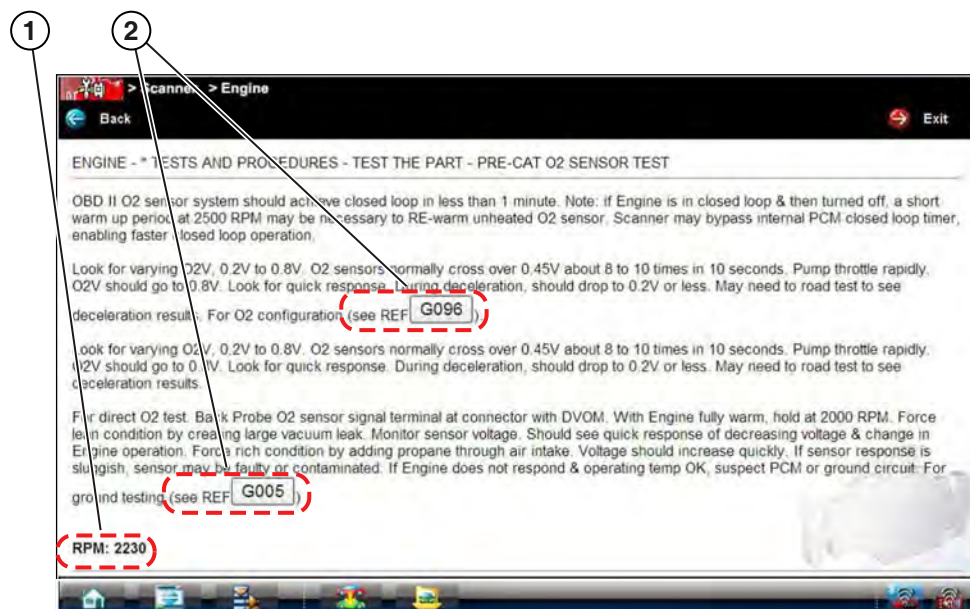 1 2
> Scanner > Engine
Back Exit
ENGINE - * TESTS AND PROCEDURES - TEST THE PART - PRE-CAT O2 SENSOR TEST
OBD II O2 sensor system should achieve closed loop in less than 1 minute. Note: if Engine is in closed loop & then turned off, a short
warm up period at 2500 RPM may be necessary to RE-warm unheated O2 sensor. Scanner may bypass internal PCM closed loop timer,
enabling faster closed loop operation.
Look for varying O2V, 0.2V to 0.8V. O2 sensors normally cross over 0.45V about 8 to 10 times in 10 seconds. Pump throttle rapidly.
O2V should go to 0.8V. Look for quick response. During deceleration, should drop to 0.2V or less. May need to road test to see
deceleration results. For O2 configuration (see REF G096 ).
Look for varying O2V, 0.2V to 0.8V. O2 sensors normally cross over 0.45V about 8 to 10 times in 10 seconds. Pump throttle rapidly.
O2V should go to 0.8V. Look for quick response. During deceleration, should drop to 0.2V or less. May need to road test to see
deceleration results.
For direct O2 test. Back Probe O2 sensor signal terminal at connector with DVOM. With Engine fully warm, hold at 2000 RPM. Force
lean condition by creating large vacuum leak. Monitor sensor voltage. Should see quick response of decreasing voltage & change in
Engine operation. Force a rich condition by adding propane through air intake. Voltage should increase quickly. If sensor response is
sluggish, sensor may be faulty or contaminated. If Engine does not respond & operating temp OK, suspect PCM or ground circuit. For
ground testing (see REF G005 )
RPM: 2230